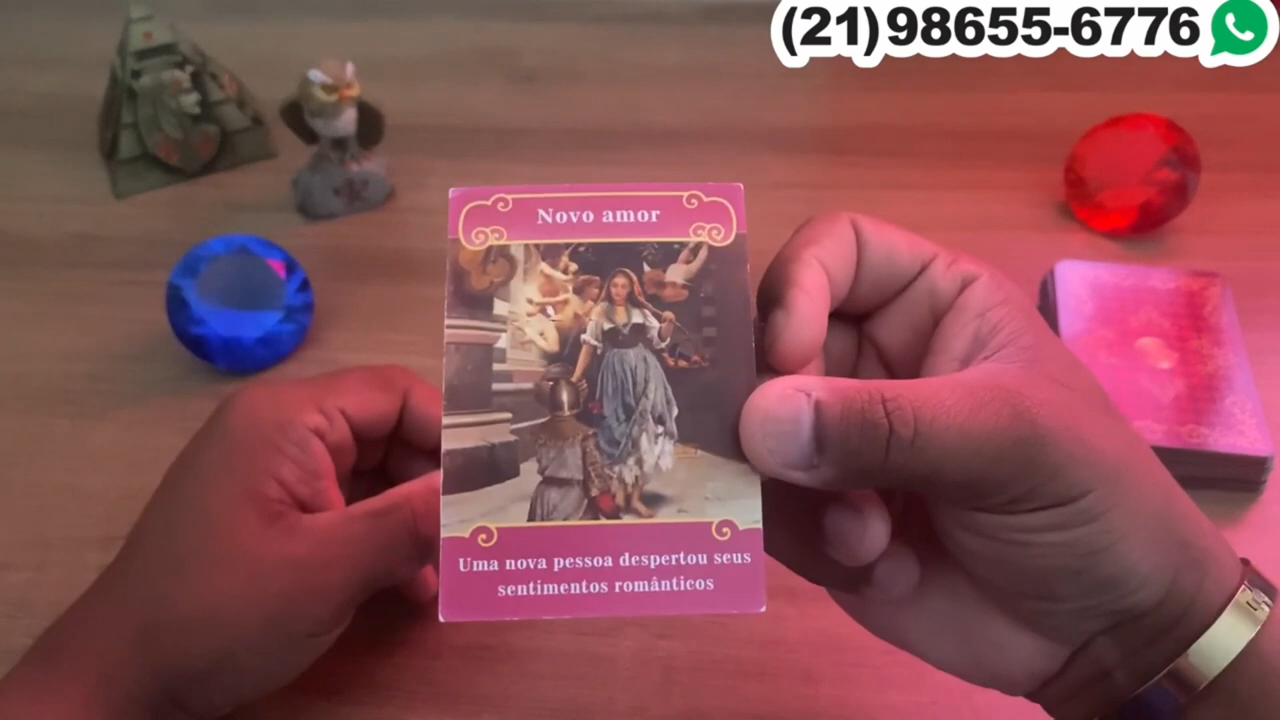 (21)98655-6776
Novo amor
Uma nova pessoa despertou seus
sentimentos românticos